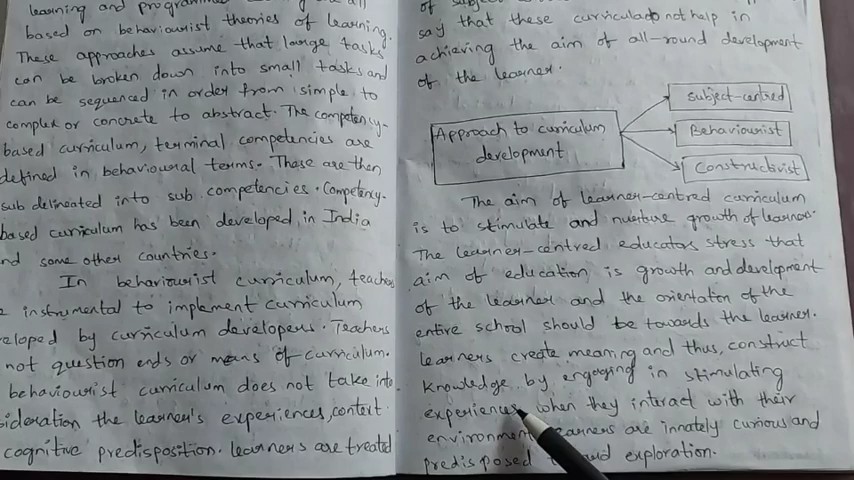 learning and all
based on behaviourist theories of learning.
These approaches assume that large tasks
can be broken down into small tasks and
can be sequenced in order from simple to
complex or concrete to abstract. The competency-
based curriculum, terminal competencies are
defined in behavioural terms. These are then
sub delineated into sub competencies. Competency-
based curriculum has been developed in India
nd some other countries.
In behaviourist curriculum, teachers
instrumental to implement curriculum
eloped by curriculum developers. Teachers
not question ends or means of curriculum.
behaviourist curriculum does not take into
sideration the learner's experiences, context
cognitive predisposition. learners are treated
of subject
say that these curricula do not help in
achieving the aim of all-round development
of the learner.
Approach to curriculum
development
Subject-centred
Behaviourist
Constructivist
The aim of learner-centred curriculum
is to stimulate and nurture growth of learner.
The learner-centred educators stress that
aim of education is growth and development
of the learner and the orientation of the
entire school should be towards the learner.
learners create meaning and thus, construct
knowledge by engaging in stimulating
experiences when they interact with their
environment learners are innately curious and
predisposed exploration.